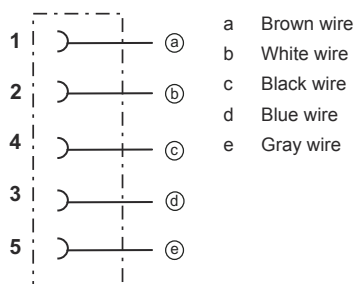 1 a
2 b
4 c
3 d
5 e
a Brown wire
b White wire
c Black wire
d Blue wire
e Gray wire